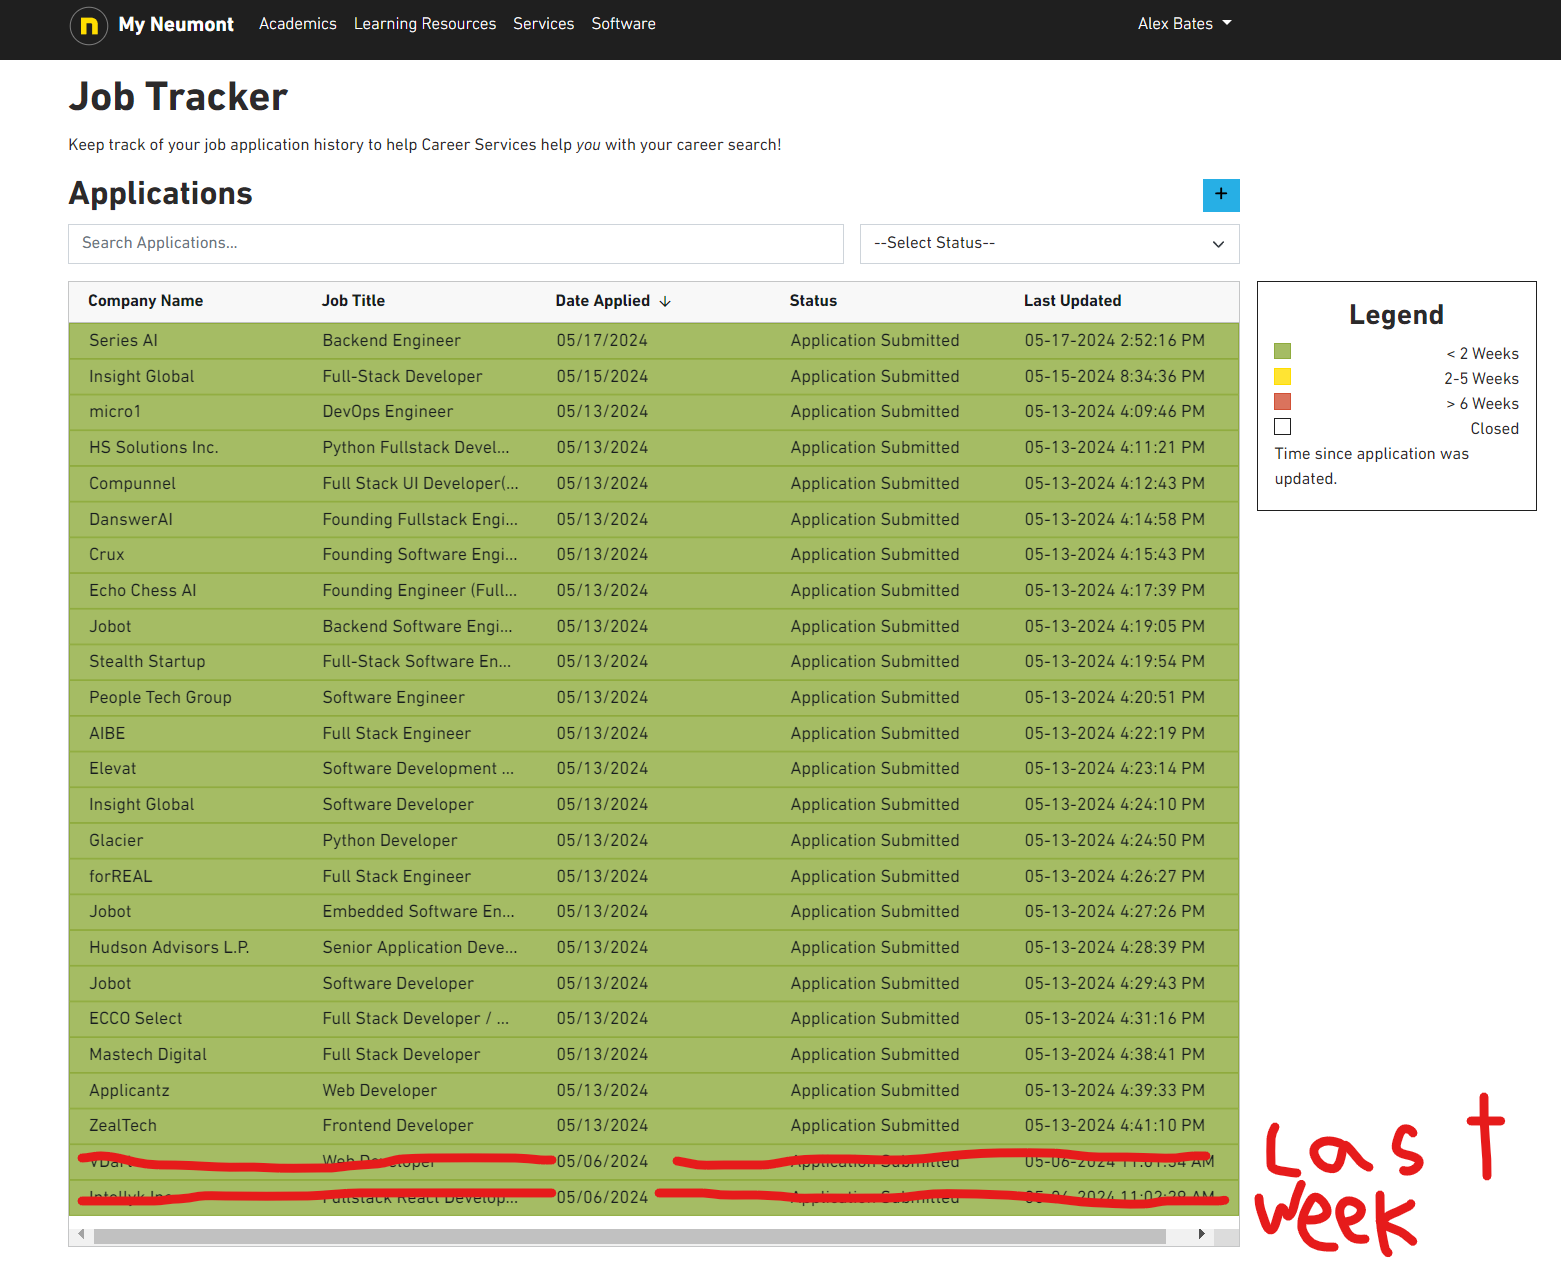 n My Neumont Academics Learning Resources Services Software Alex Bates
Job Tracker
Keep track of your job application history to help Career Services help you with your career search!
Applications +
Search Applications... --Select Status--
Company Name Job Title Date Applied ↓ Status Last Updated
Series AI Backend Engineer 05/17/2024 Application Submitted 05-17-2024 2:52:16 PM
Insight Global Full-Stack Developer 05/15/2024 Application Submitted 05-15-2024 8:34:36 PM
micro1 DevOps Engineer 05/13/2024 Application Submitted 05-13-2024 4:09:46 PM
HS Solutions Inc. Python Fullstack Devel... 05/13/2024 Application Submitted 05-13-2024 4:11:21 PM
Compunnel Full Stack UI Developer(... 05/13/2024 Application Submitted 05-13-2024 4:12:43 PM
DanswerAI Founding Fullstack Engi... 05/13/2024 Application Submitted 05-13-2024 4:14:58 PM
Crux Founding Software Engi... 05/13/2024 Application Submitted 05-13-2024 4:15:43 PM
Echo Chess AI Founding Engineer (Full... 05/13/2024 Application Submitted 05-13-2024 4:17:39 PM
Jobot Backend Software Engi... 05/13/2024 Application Submitted 05-13-2024 4:19:05 PM
Stealth Startup Full-Stack Software En... 05/13/2024 Application Submitted 05-13-2024 4:19:54 PM
People Tech Group Software Engineer 05/13/2024 Application Submitted 05-13-2024 4:20:51 PM
AIBE Full Stack Engineer 05/13/2024 Application Submitted 05-13-2024 4:22:19 PM
Elevat Software Development ... 05/13/2024 Application Submitted 05-13-2024 4:23:14 PM
Insight Global Software Developer 05/13/2024 Application Submitted 05-13-2024 4:24:10 PM
Glacier Python Developer 05/13/2024 Application Submitted 05-13-2024 4:24:50 PM
forREAL Full Stack Engineer 05/13/2024 Application Submitted 05-13-2024 4:26:27 PM
Jobot Embedded Software En... 05/13/2024 Application Submitted 05-13-2024 4:27:26 PM
Hudson Advisors L.P. Senior Application Deve... 05/13/2024 Application Submitted 05-13-2024 4:28:39 PM
Jobot Software Developer 05/13/2024 Application Submitted 05-13-2024 4:29:43 PM
ECCO Select Full Stack Developer / ... 05/13/2024 Application Submitted 05-13-2024 4:31:16 PM
Mastech Digital Full Stack Developer 05/13/2024 Application Submitted 05-13-2024 4:38:41 PM
Applicantz Web Developer 05/13/2024 Application Submitted 05-13-2024 4:39:33 PM
ZealTech Frontend Developer 05/13/2024 Application Submitted 05-13-2024 4:41:10 PM
Web Developer 05/06/2024 Application Submitted 05-06-2024 AM
Fullstack React Develop... 05/06/2024 Application Submitted 05-06-2024 AM
Legend
< 2 Weeks
2-5 Weeks
> 6 Weeks
Closed
Time since application was
updated.
Last
week